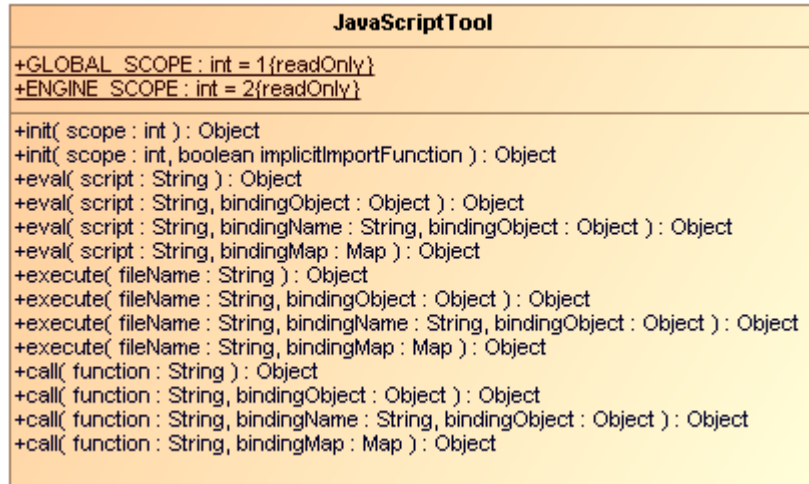 JavaScriptTool
+GLOBAL_SCOPE : int = 1{readOnly}
+ENGINE_SCOPE : int = 2{readOnly}
+init( scope : int ) : Object
+init( scope : int, boolean implicitImportFunction ) : Object
+eval( script : String ) : Object
+eval( script : String, bindingObject : Object ) : Object
+eval( script : String, bindingName : String, bindingObject : Object ) : Object
+eval( script : String, bindingMap : Map ) : Object
+execute( fileName : String ) : Object
+execute( fileName : String, bindingObject : Object ) : Object
+execute( fileName : String, bindingName : String, bindingObject : Object ) : Object
+execute( fileName : String, bindingMap : Map ) : Object
+call( function : String ) : Object
+call( function : String, bindingObject : Object ) : Object
+call( function : String, bindingName : String, bindingObject : Object ) : Object
+call( function : String, bindingMap : Map ) : Object